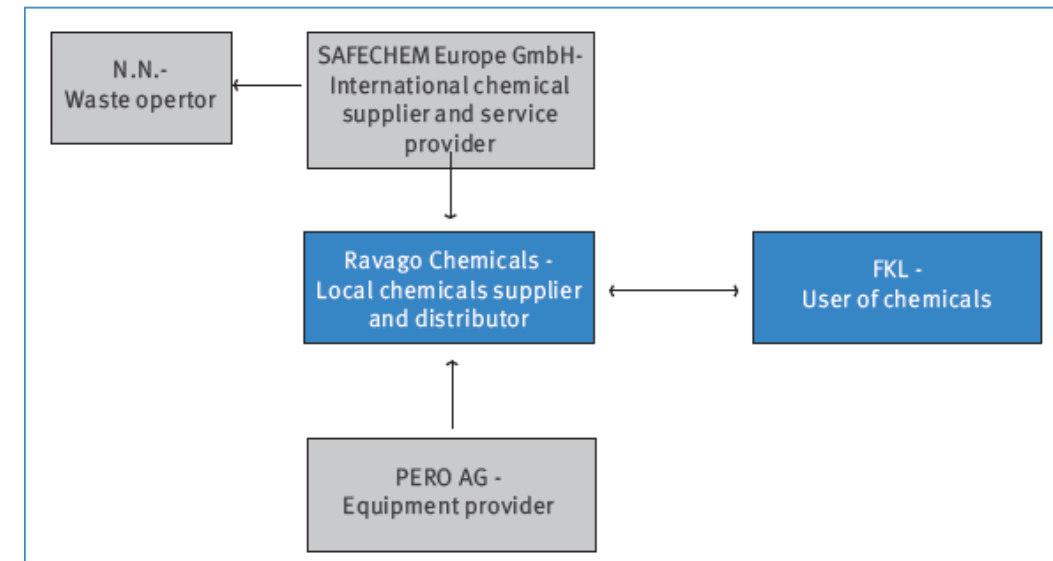 N.N.-
Waste opertor
SAFECHEM Europe GmbH-
International chemical
supplier and service
provider
Ravago Chemicals -
Local chemicals supplier
and distributor
FKL -
User of chemicals
PERO AG -
Equipment provider